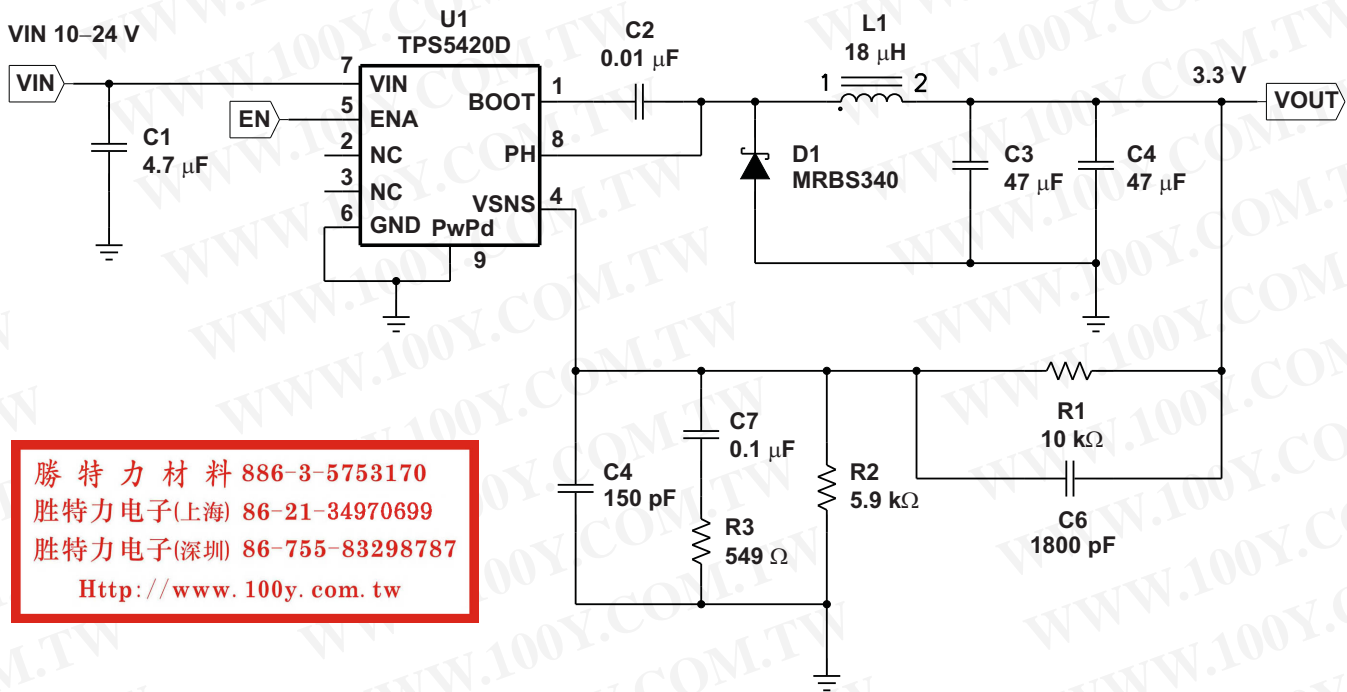 VIN 10–24 V
VIN
C1
4.7 μF
EN
U1
TPS5420D
7
VIN
5
ENA
2
NC
3
NC
6
GND
PwPd
9
BOOT
1
PH
8
VSNS
4
C2
0.01 μF
L1
18 μH
1
2
D1
MRBS340
C3
47 μF
C4
47 μF
3.3 V
VOUT
C4
150 pF
C7
0.1 μF
R3
549 Ω
R2
5.9 kΩ
R1
10 kΩ
C6
1800 pF
勝 特 力 材 料 886-3-5753170
胜特力电子(上海) 86-21-34970699
胜特力电子(深圳) 86-755-83298787
Http://www.100y.com.tw
WWW.100Y.COM.TW